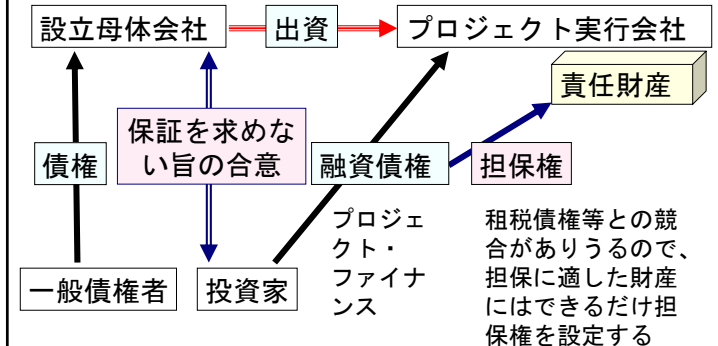 設立母体会社
出資
プロジェクト実行会社
責任財産
保証を求めな
い旨の合意
債権
融資債権
担保権
プロジェ
クト・
ファイナ
ンス
租税債権等との競
合がありうるので、
担保に適した財産
にはできるだけ担
保権を設定する
一般債権者
投資家